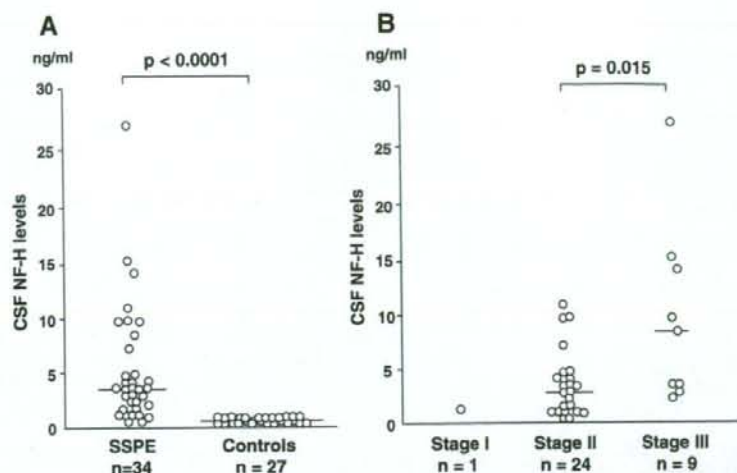 A
ng/ml
p < 0.0001
30
25
20
15
10
5
0
CSF NF-H levels
SSPE Controls
n=34 n = 27
B
ng/ml
p = 0.015
30
25
20
15
10
5
0
CSF NF-H levels
Stage I Stage II Stage III
n = 1 n = 24 n = 9